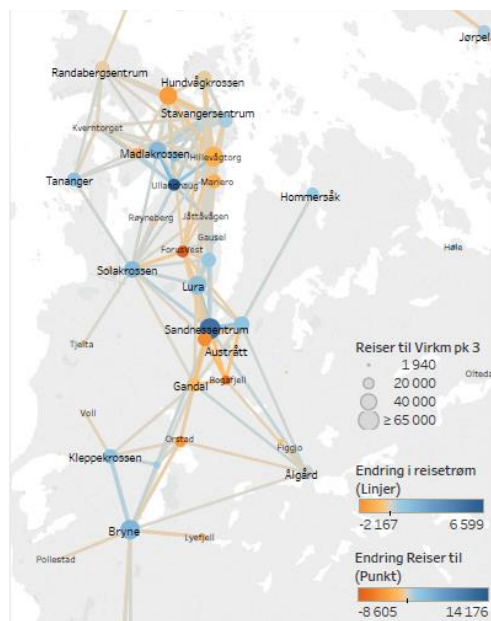 Jørpel
Randabergsentrum
Hundvågkrossen
Stavangersentrum
Kverntorget
Madlakrossen
Hillevågtorg
Tananger
Ullandhaug
Mariero
Hommersåk
Røyneberg
Jåttåvågen
Gausel
Høle
ForusVest
Solakrossen
Lura
Sandnessentrum
Tjelta
Austrått
Gandal
Bogafjell
Oltedal
Voll
Orstad
Figgjo
Kleppekrossen
Ålgård
Bryne
Lyefjell
Pollestad
Reiser til Virkm pk 3
1 940
20 000
40 000
≥ 65 000
Endring i reisetrøm
(Linjer)
-2 167 6 599
Endring Reiser til
(Punkt)
-8 605 14 176